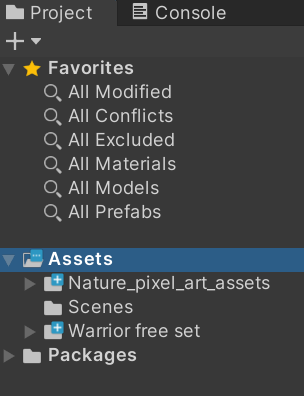 Project Console
Favorites
All Modified
All Conflicts
All Excluded
All Materials
All Models
All Prefabs
Assets
Nature_pixel_art_assets
Scenes
Warrior free set
Packages